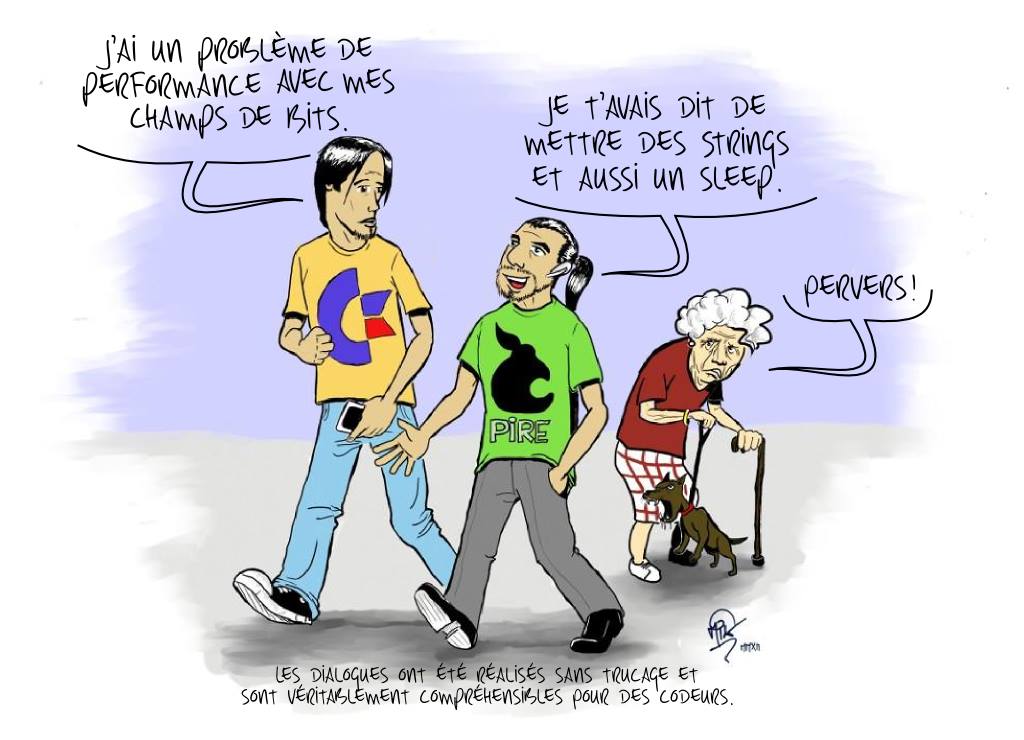 J'AI UN PROBLÈME DE
PERFORMANCE AVEC MES
CHAMPS DE BITS.
JE T'AVAIS DIT DE
METTRE DES STRINGS
ET AUSSI UN SLEEP.
PERVERS!
PIRE
LES DIALOGUES ONT ÉTÉ RÉALISÉS SANS TRUCAGE ET
SONT VÉRITABLEMENT COMPRÉHENSIBLES POUR DES CODEURS.